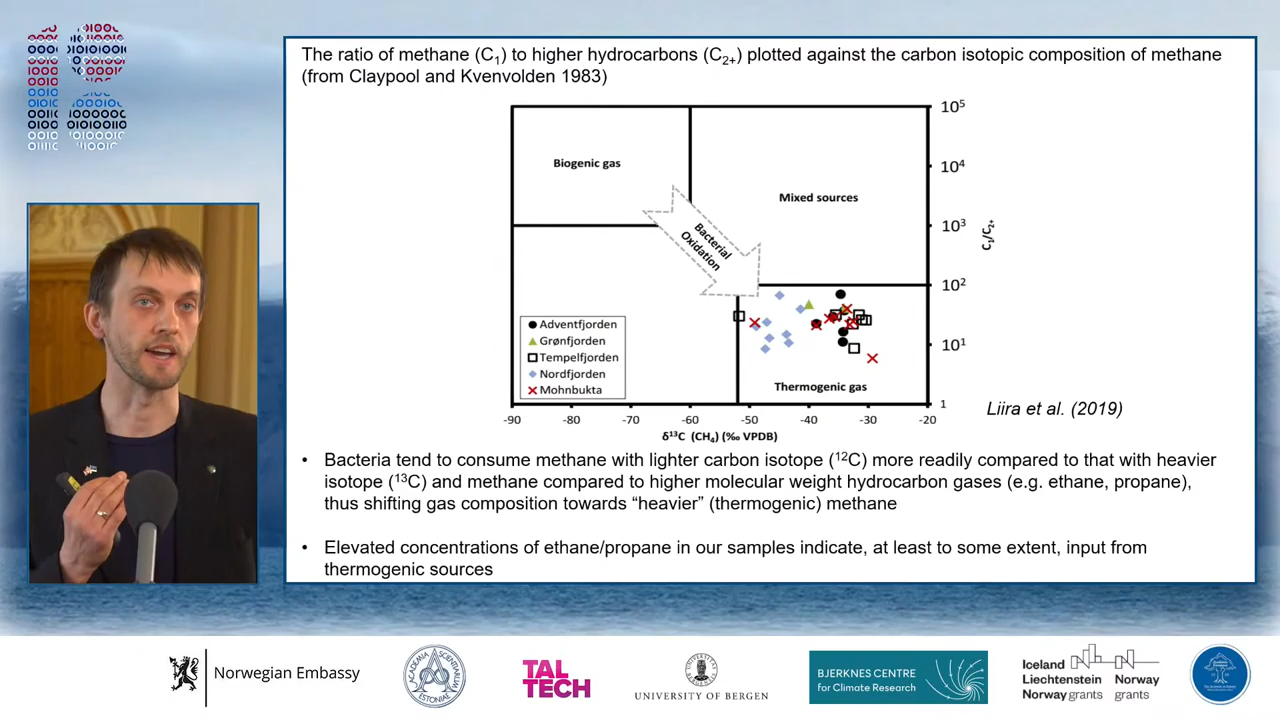 The ratio of methane (C₁) to higher hydrocarbons (C₂₊) plotted against the carbon isotopic composition of methane
(from Claypool and Kvenvolden 1983)
10⁵
Biogenic gas
10⁴
Mixed sources
10³
Bacterial
Oxidation
C₁/C₂₊
10²
Adventfjorden
Grønfjorden
Tempelfjorden
Nordfjorden
Mohnbukta
10¹
Thermogenic gas
1
-90 -80 -70 -60 -50 -40 -30 -20
δ¹³C (CH₄) (‰ VPDB)
Liira et al. (2019)
• Bacteria tend to consume methane with lighter carbon isotope (¹²C) more readily compared to that with heavier
isotope (¹³C) and methane compared to higher molecular weight hydrocarbon gases (e.g. ethane, propane),
thus shifting gas composition towards “heavier” (thermogenic) methane
• Elevated concentrations of ethane/propane in our samples indicate, at least to some extent, input from
thermogenic sources
Norwegian Embassy
TAL
TECH
UNIVERSITY OF BERGEN
BJERKNES CENTRE
for Climate Research
Iceland
Liechtenstein
Norway grants
Norway
grants